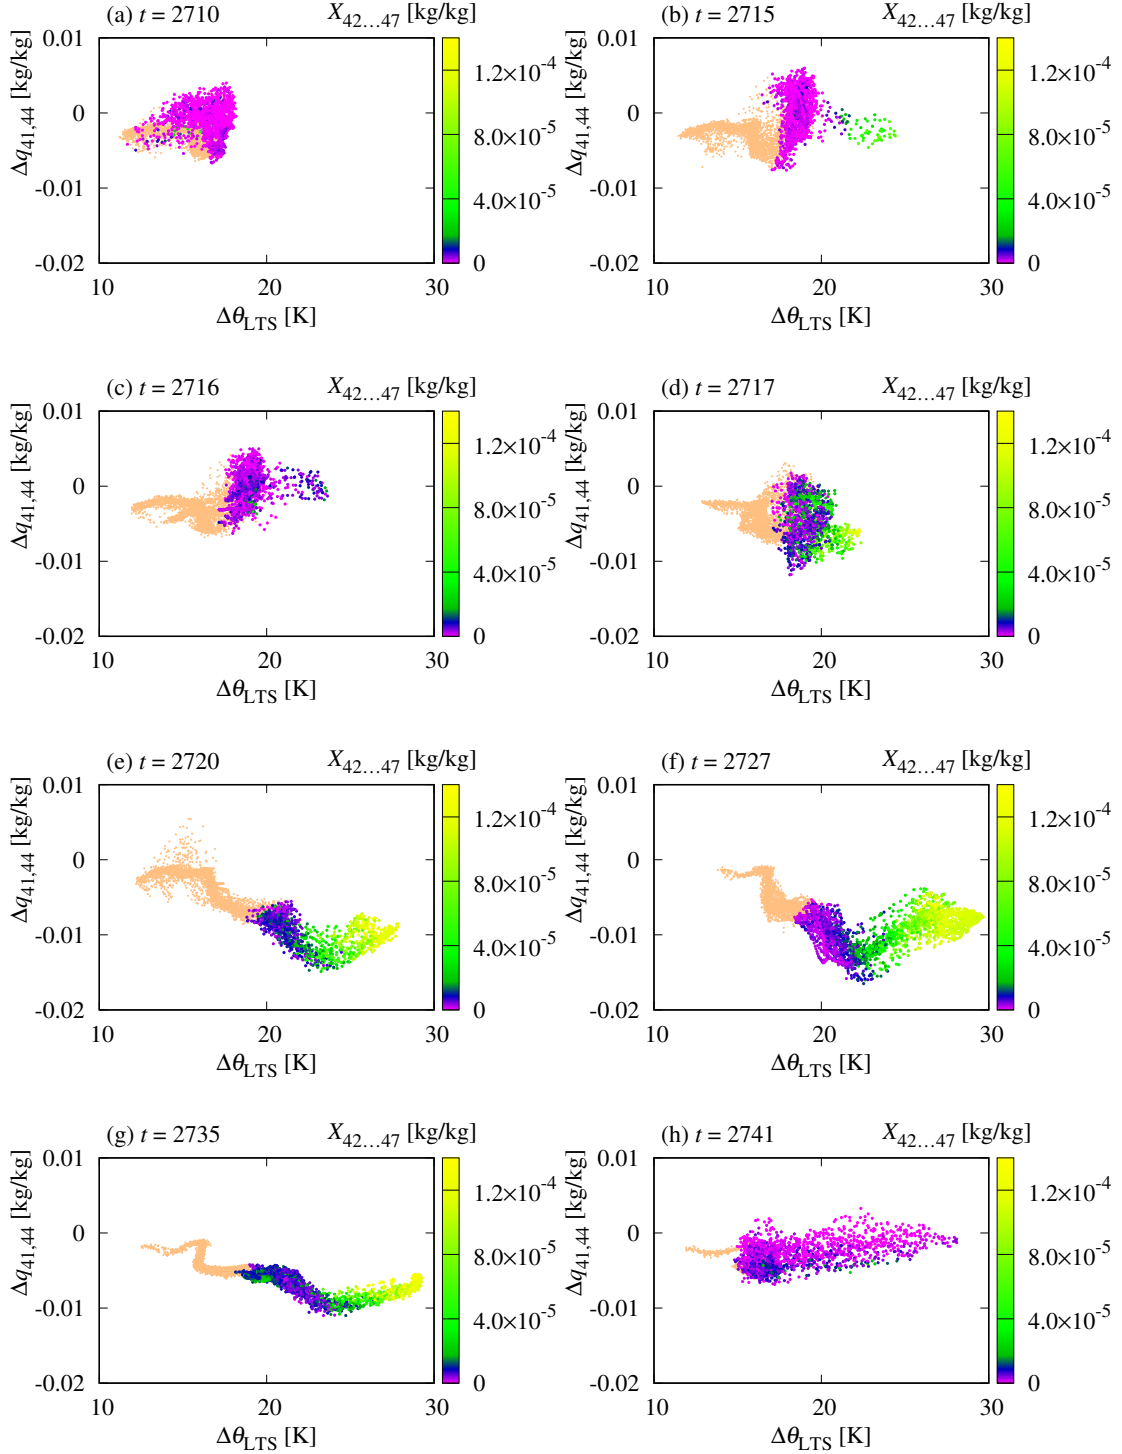 (a) t = 2710 X42...47 [kg/kg]
0.01
0
-0.01
-0.02
Δq41,44 [kg/kg]
10 20 30
ΔθLTS [K]
1.2×10-4
8.0×10-5
4.0×10-5
0
(b) t = 2715 X42...47 [kg/kg]
0.01
0
-0.01
-0.02
Δq41,44 [kg/kg]
10 20 30
ΔθLTS [K]
1.2×10-4
8.0×10-5
4.0×10-5
0
(c) t = 2716 X42...47 [kg/kg]
0.01
0
-0.01
-0.02
Δq41,44 [kg/kg]
10 20 30
ΔθLTS [K]
1.2×10-4
8.0×10-5
4.0×10-5
0
(d) t = 2717 X42...47 [kg/kg]
0.01
0
-0.01
-0.02
Δq41,44 [kg/kg]
10 20 30
ΔθLTS [K]
1.2×10-4
8.0×10-5
4.0×10-5
0
(e) t = 2720 X42...47 [kg/kg]
0.01
0
-0.01
-0.02
Δq41,44 [kg/kg]
10 20 30
ΔθLTS [K]
1.2×10-4
8.0×10-5
4.0×10-5
0
(f) t = 2727 X42...47 [kg/kg]
0.01
0
-0.01
-0.02
Δq41,44 [kg/kg]
10 20 30
ΔθLTS [K]
1.2×10-4
8.0×10-5
4.0×10-5
0
(g) t = 2735 X42...47 [kg/kg]
0.01
0
-0.01
-0.02
Δq41,44 [kg/kg]
10 20 30
ΔθLTS [K]
1.2×10-4
8.0×10-5
4.0×10-5
0
(h) t = 2741 X42...47 [kg/kg]
0.01
0
-0.01
-0.02
Δq41,44 [kg/kg]
10 20 30
ΔθLTS [K]
1.2×10-4
8.0×10-5
4.0×10-5
0